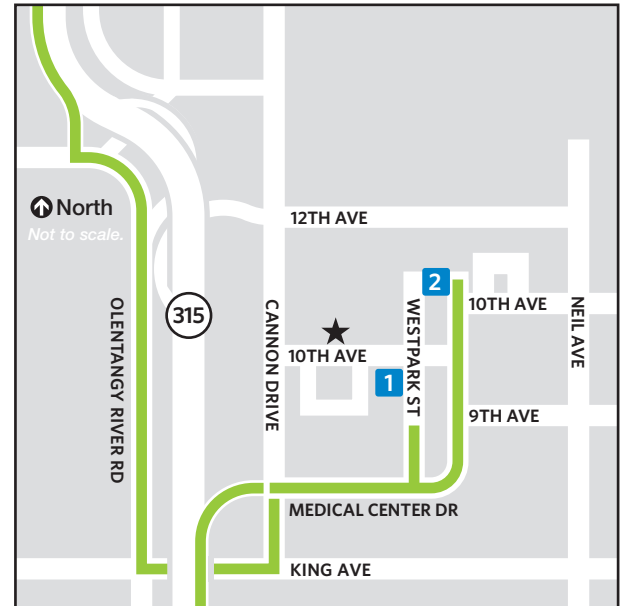 North
Not to scale.
12TH AVE
2
10TH AVE
315
OLENTANGY RIVER RD
CANNON DRIVE
WESTPARK ST
NEIL AVE
10TH AVE
1
9TH AVE
MEDICAL CENTER DR
KING AVE